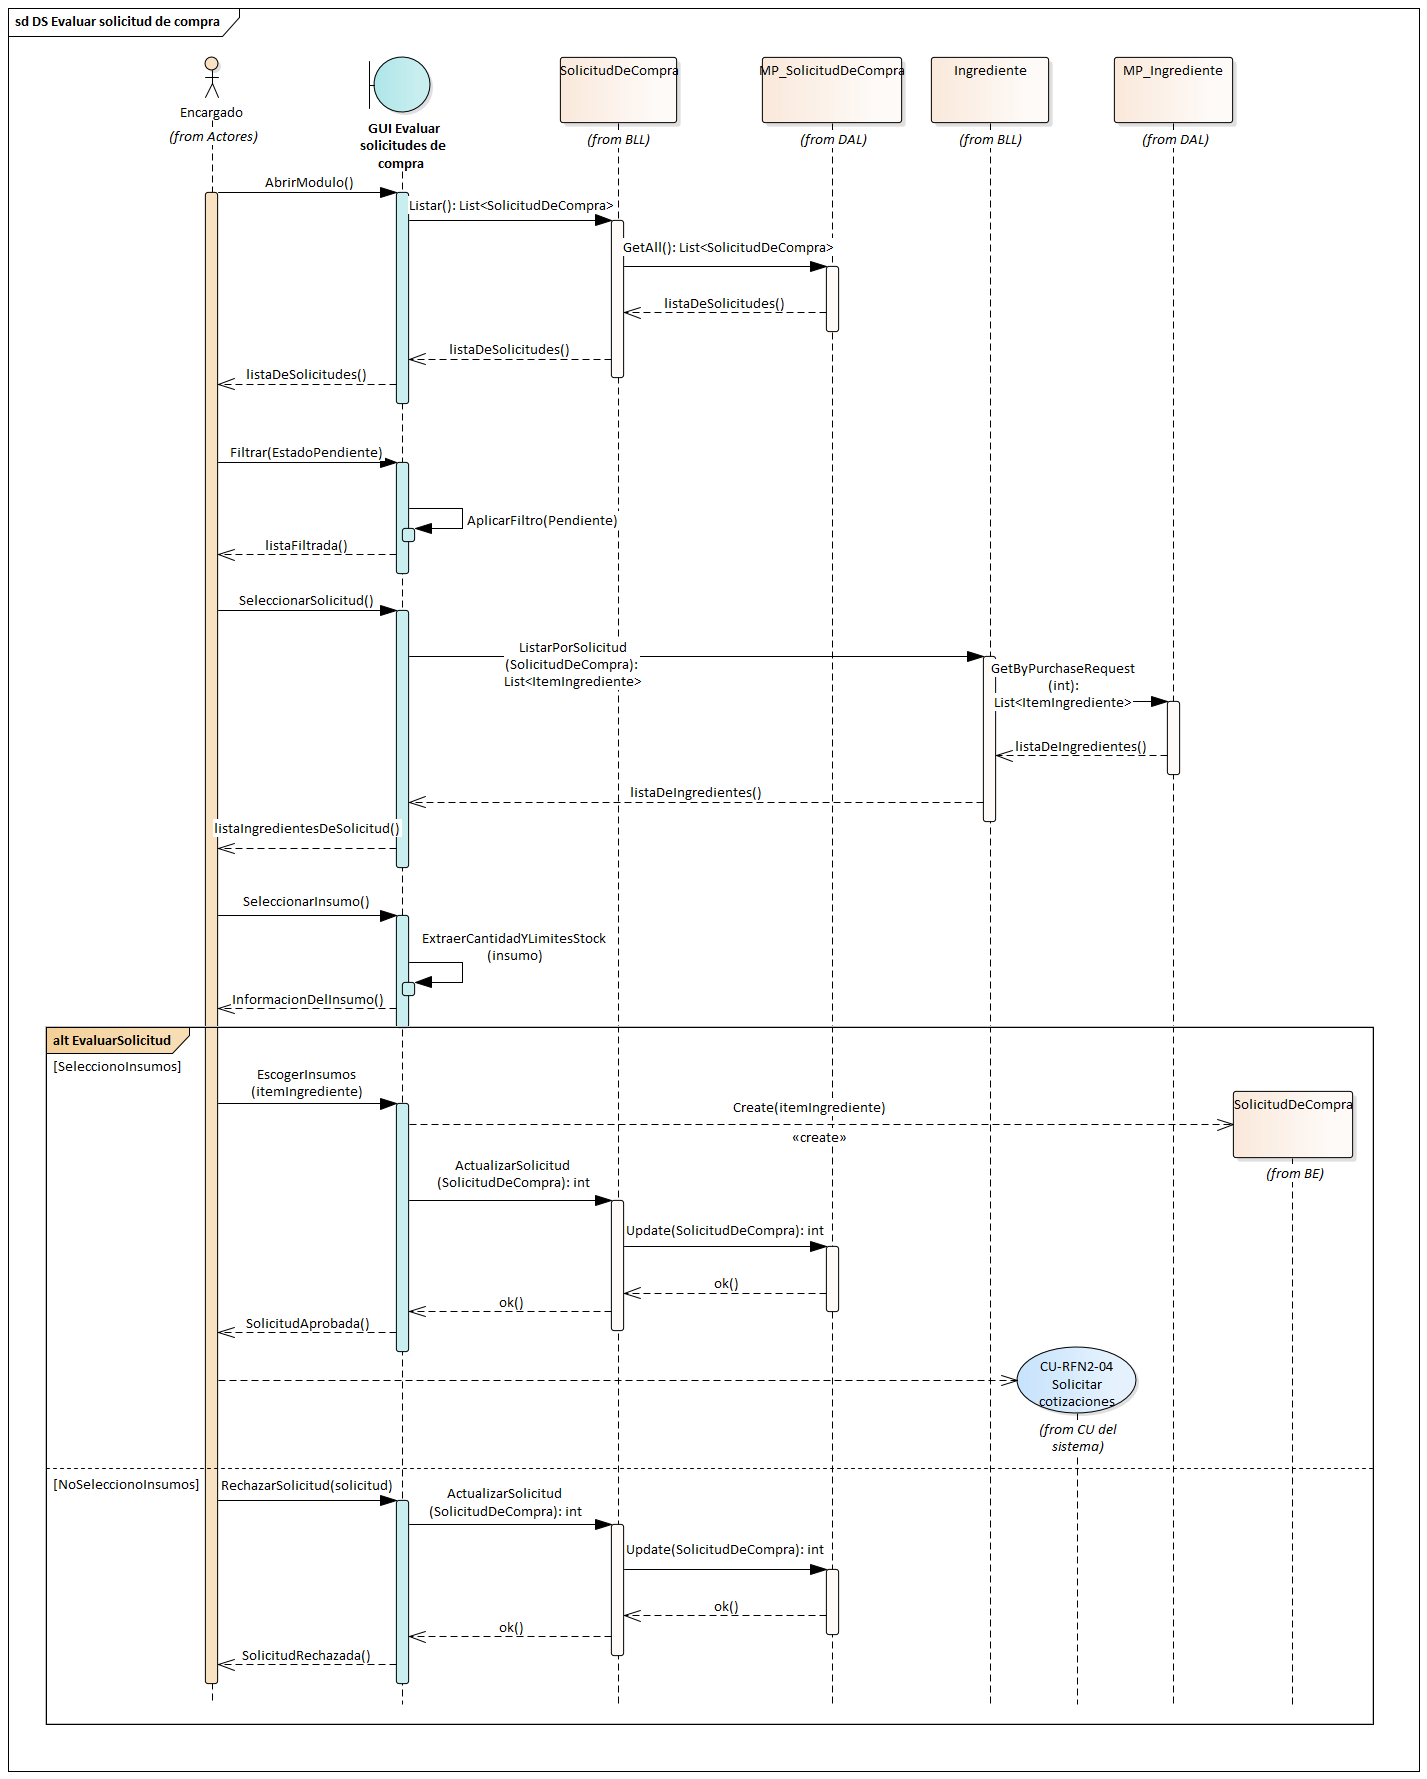 sd DS Evaluar solicitud de compra
Encargado
(from Actores)
GUI Evaluar
solicitudes de
compra
SolicitudDeCompra
(from BLL)
MP_SolicitudDeCompra
(from DAL)
Ingrediente
(from BLL)
MP_Ingrediente
(from DAL)
AbrirModulo()
Listar(): List<SolicitudDeCompra>
GetAll(): List<SolicitudDeCompra>
listaDeSolicitudes()
listaDeSolicitudes()
listaDeSolicitudes()
Filtrar(EstadoPendiente)
AplicarFiltro(Pendiente)
listaFiltrada()
SeleccionarSolicitud()
ListarPorSolicitud
(SolicitudDeCompra):
List<ItemIngrediente>
GetByPurchaseRequest
(int):
List<ItemIngrediente>
listaDeIngredientes()
listaDeIngredientes()
listaIngredientesDeSolicitud()
SeleccionarInsumo()
ExtraerCantidadYLimitesStock
(insumo)
InformacionDelInsumo()
alt EvaluarSolicitud
[SeleccionoInsumos]
EscogerInsumos
(itemIngrediente)
Create(itemIngrediente)
«create»
SolicitudDeCompra
(from BE)
ActualizarSolicitud
(SolicitudDeCompra): int
Update(SolicitudDeCompra): int
ok()
ok()
SolicitudAprobada()
CU-RFN2-04
Solicitar
cotizaciones
(from CU del
sistema)
[NoSeleccionoInsumos]
RechazarSolicitud(solicitud)
ActualizarSolicitud
(SolicitudDeCompra): int
Update(SolicitudDeCompra): int
ok()
ok()
SolicitudRechazada()